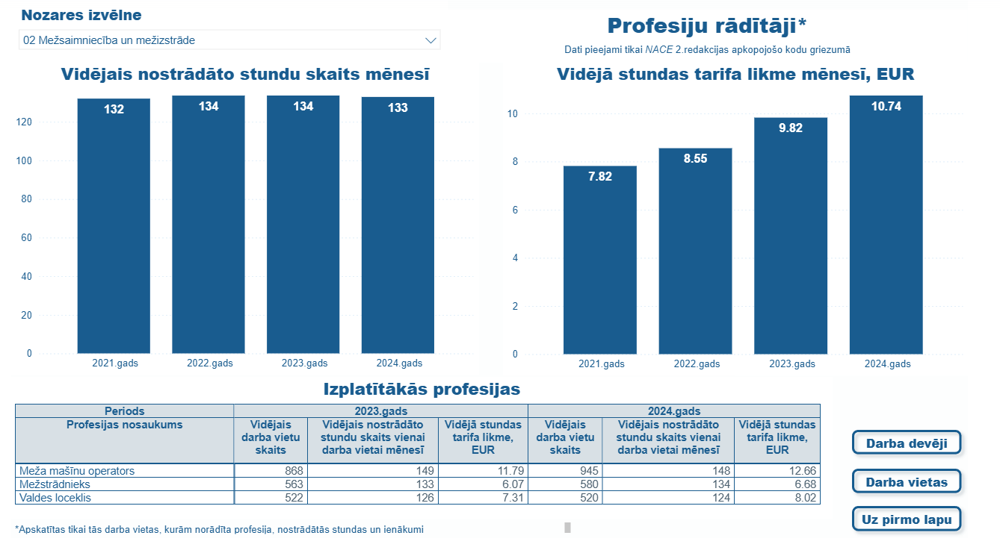 Nozares izvēlne
02 Mežsaimniecība un mežizstrāde
Profesiju rādītāji*
Dati pieejami tikai NACE 2.redakcijas apkopojošo kodu griezumā
Vidējais nostrādāto stundu skaits mēnesī
132
134
134
133
120
100
80
60
40
20
0
2021.gads
2022.gads
2023.gads
2024.gads
Vidējā stundas tarifa likme mēnesī, EUR
7.82
8.55
9.82
10.74
10
8
6
4
2
0
2021.gads
2022.gads
2023.gads
2024.gads
Izplatītākās profesijas
Periods 2023.gads 2024.gads
Profesijas nosaukums Vidējais Vidējais nostrādāto Vidējā stundas Vidējais Vidējais nostrādāto Vidējā stundas
darba vietu stundu skaits vienai tarifa likme, darba vietu stundu skaits vienai tarifa likme,
skaits darba vietai mēnesī EUR skaits darba vietai mēnesī EUR
Meža mašīnu operators 868 149 11.79 945 148 12.66
Mežstrādnieks 563 133 6.07 580 134 6.68
Valdes loceklis 522 126 7.31 520 124 8.02
Darba devēji
Darba vietas
Uz pirmo lapu
*Apskatītas tikai tās darba vietas, kurām norādīta profesija, nostrādātās stundas un ienākumi